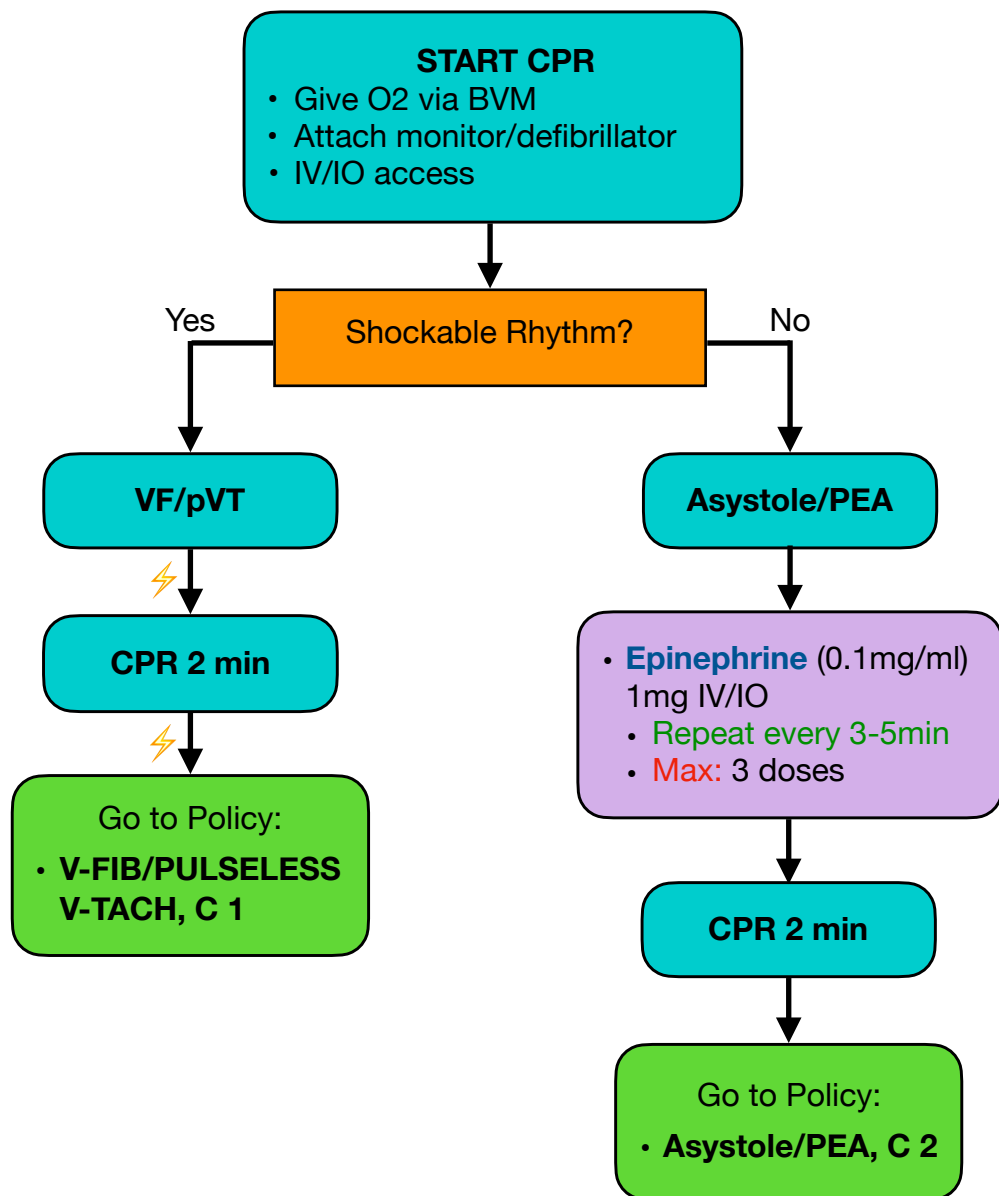 START CPR
• Give O2 via BVM
• Attach monitor/defibrillator
• IV/IO access
Yes
Shockable Rhythm?
No
VF/pVT
Asystole/PEA
⚡
CPR 2 min
⚡
• Epinephrine (0.1mg/ml)
1mg IV/IO
• Repeat every 3-5min
• Max: 3 doses
Go to Policy:
• V-FIB/PULSELESS
V-TACH, C 1
CPR 2 min
Go to Policy:
• Asystole/PEA, C 2